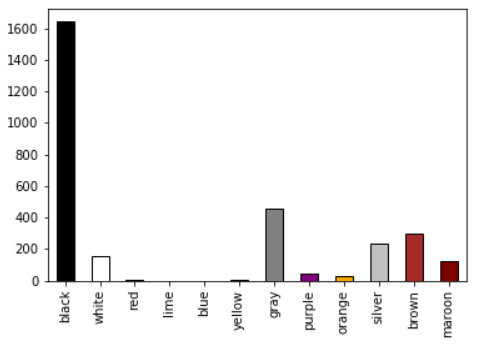 1600
1400
1200
1000
800
600
400
200
0
black
white
red
lime
blue
yellow
gray
purple
orange
silver
brown
maroon